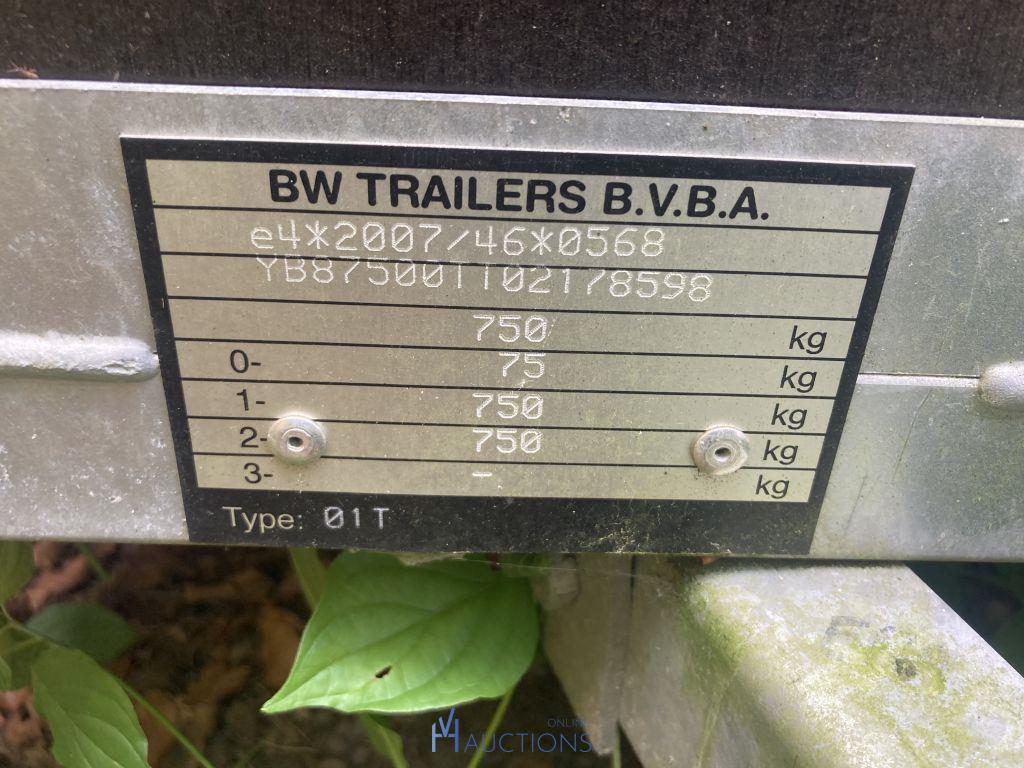 BW TRAILERS B.V.B.A.
e4*2007/46*0568
YB87500TT02178598
750 kg
0- 75 kg
1- 750 kg
2- 750 kg
3- - kg
Type: 01T
VH ONLINE AUCTIONS